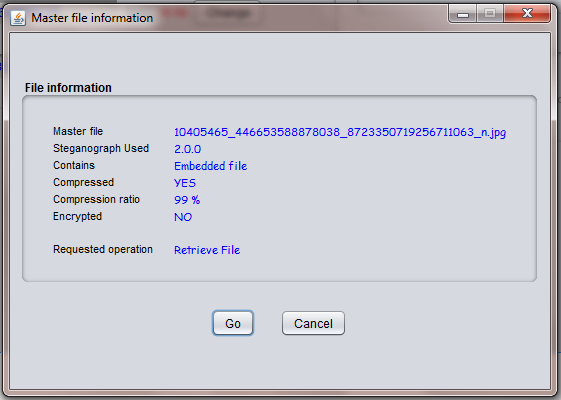 Change
Master file information
File information
Master file 10405465_446653588878038_8723350719256711063_n.jpg
Steganograph Used 2.0.0
Contains Embedded file
Compressed YES
Compression ratio 99 %
Encrypted NO
Requested operation Retrieve File
Go Cancel